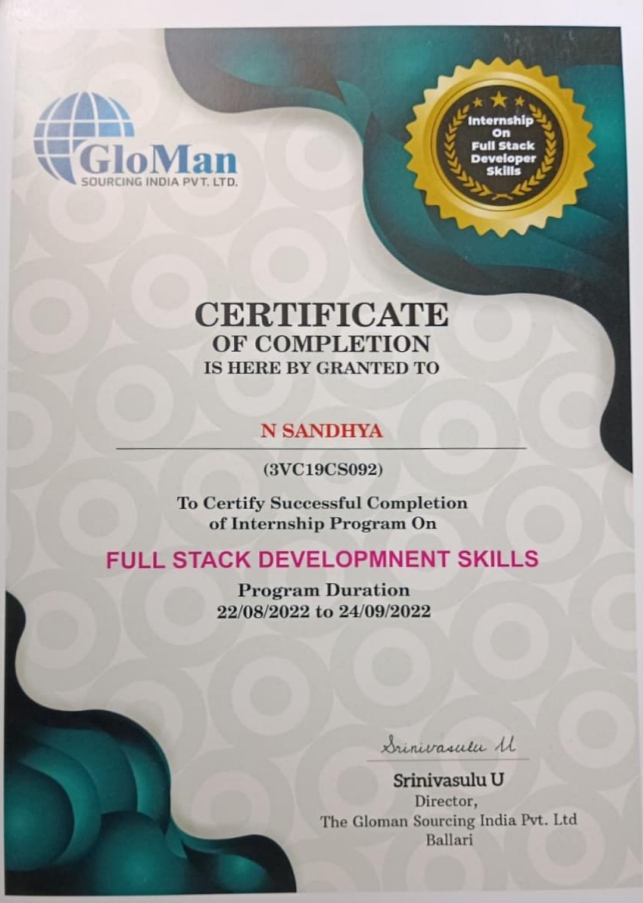 GloMan
SOURCING INDIA PVT. LTD.
Internship
On
Full Stack
Developer
Skills
CERTIFICATE
OF COMPLETION
IS HERE BY GRANTED TO
N SANDHYA
(3VC19CS092)
To Certify Successful Completion
of Internship Program On
FULL STACK DEVELOPMNENT SKILLS
Program Duration
22/08/2022 to 24/09/2022
Srinivasulu U
Srinivasulu U
Director,
The Gloman Sourcing India Pvt. Ltd
Ballari